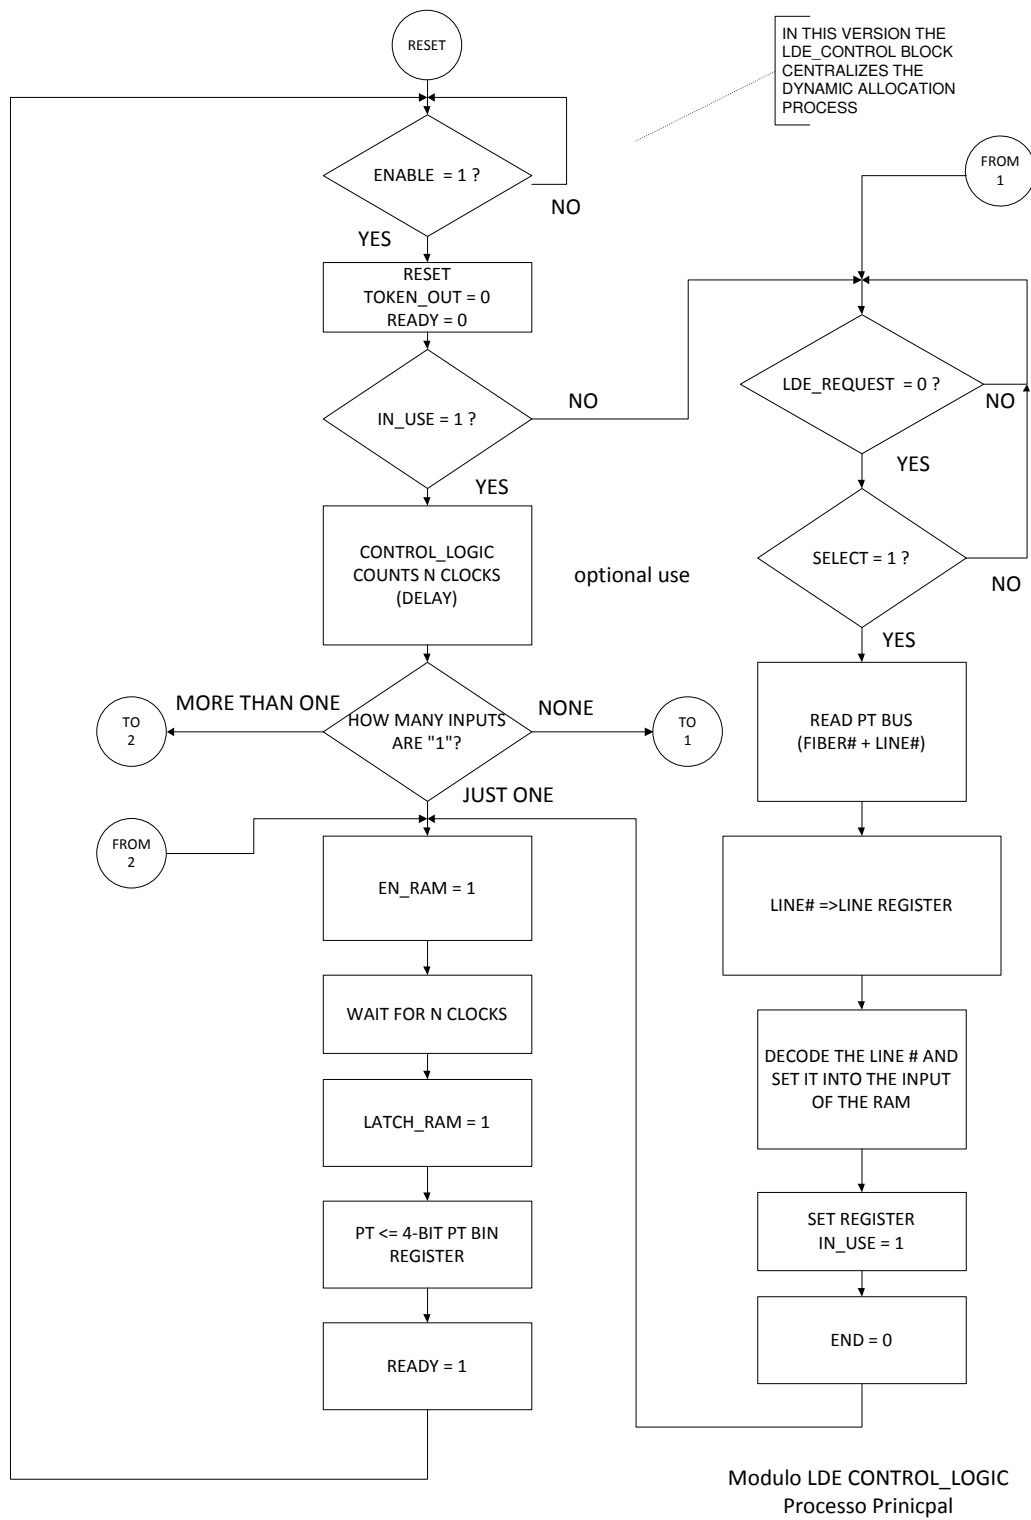 RESET
IN THIS VERSION THE
LDE_CONTROL BLOCK
CENTRALIZES THE
DYNAMIC ALLOCATION
PROCESS
FROM
1
ENABLE = 1 ?
NO
YES
RESET
TOKEN_OUT = 0
READY = 0
IN_USE = 1 ?
NO
YES
LDE_REQUEST = 0 ?
NO
YES
CONTROL_LOGIC
COUNTS N CLOCKS
(DELAY)
optional use
SELECT = 1 ?
NO
YES
MORE THAN ONE
TO
2
HOW MANY INPUTS
ARE "1"?
NONE
TO
1
JUST ONE
READ PT BUS
(FIBER# + LINE#)
FROM
2
EN_RAM = 1
LINE# =>LINE REGISTER
WAIT FOR N CLOCKS
DECODE THE LINE # AND
SET IT INTO THE INPUT
OF THE RAM
LATCH_RAM = 1
PT <= 4-BIT PT BIN
REGISTER
SET REGISTER
IN_USE = 1
READY = 1
END = 0
Modulo LDE CONTROL_LOGIC
Processo Prinicpal